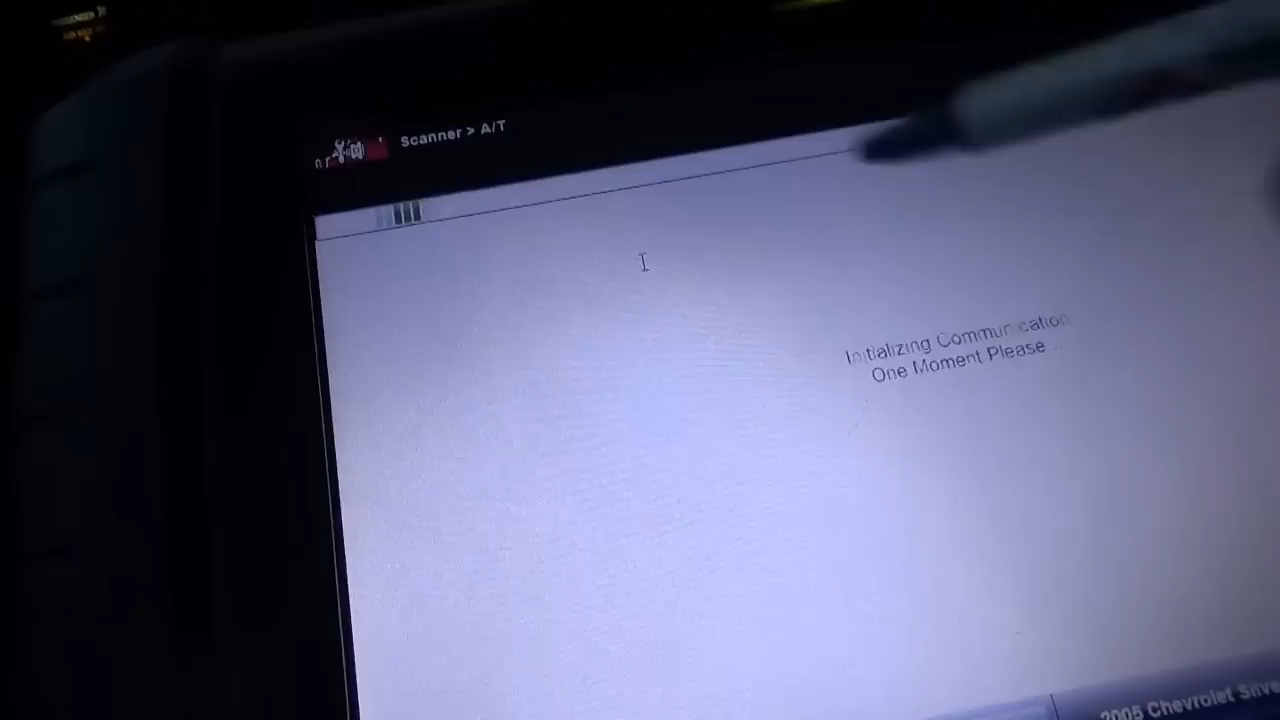 Scanner > A/T
Initializing Communication
One Moment Please ...
2005 Chevrolet